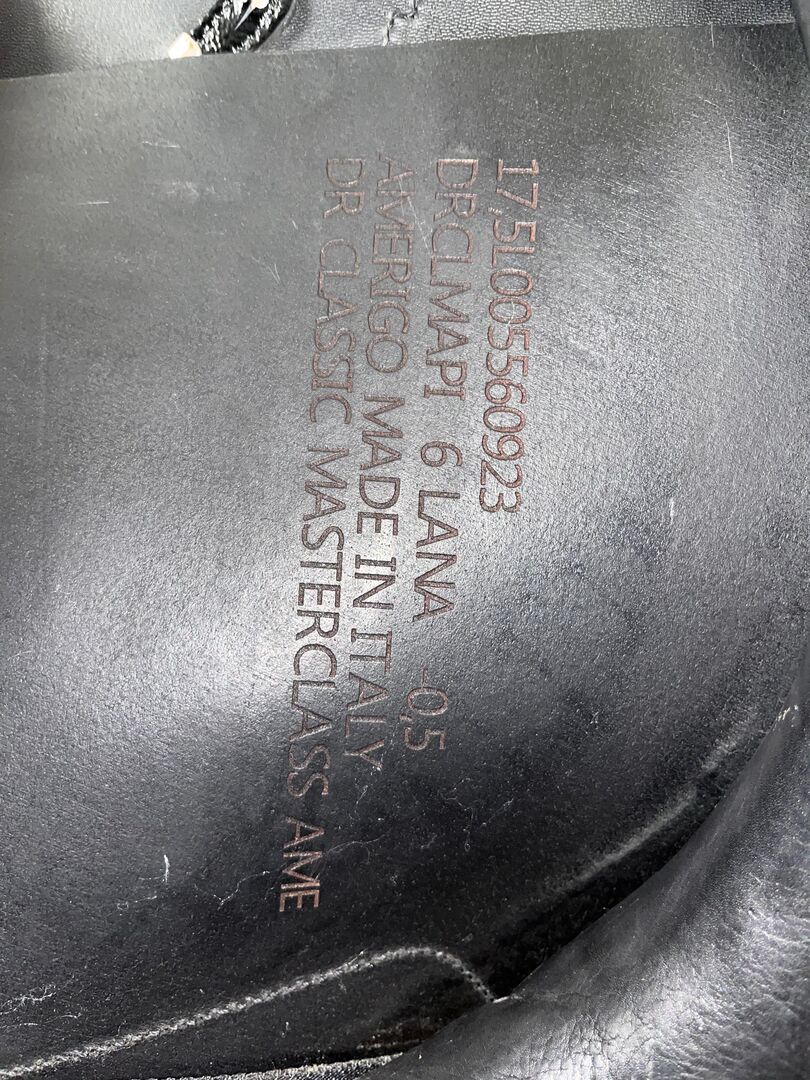 17,5L005560923
DRCLMAPI 6 LANA -0,5
AMERIGO MADE IN ITALY
DR CLASSIC MASTERCLASS AME